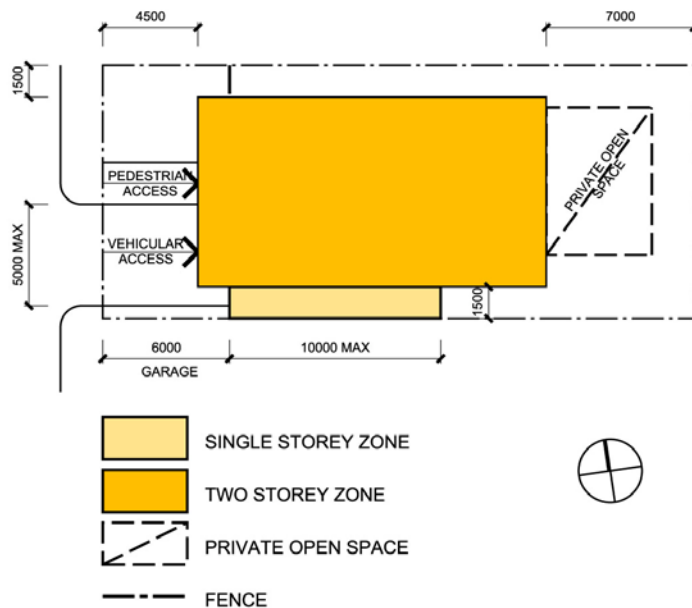 4500
7000
1500
PEDESTRIAN
ACCESS
PRIVATE OPEN
SPACE
5000 MAX
VEHICULAR
ACCESS
1500
6000
10000 MAX
GARAGE
SINGLE STOREY ZONE
TWO STOREY ZONE
PRIVATE OPEN SPACE
FENCE